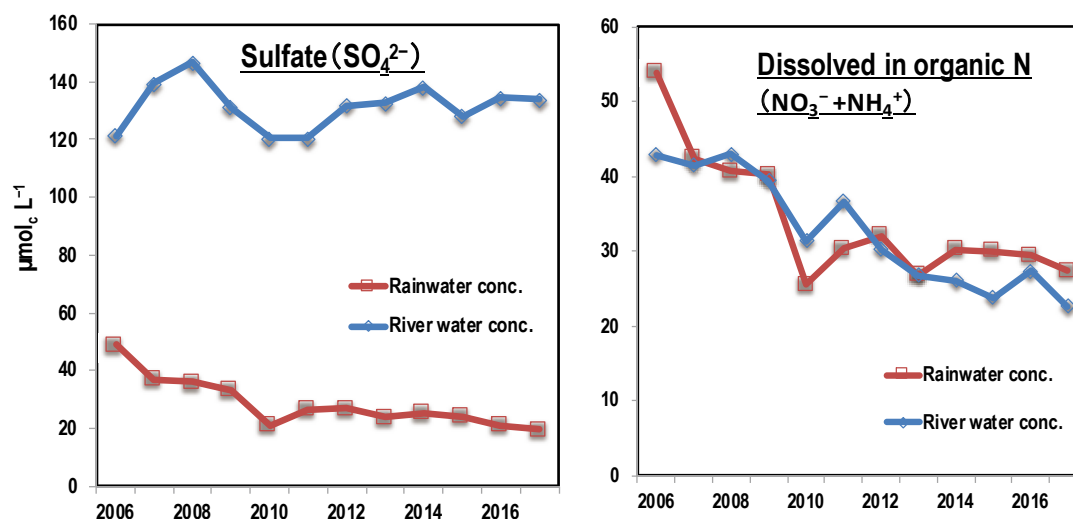 160
140
120
100
80
60
40
20
0
µmolc L⁻¹
Sulfate(SO₄²⁻)
Rainwater conc.
River water conc.
2006 2008 2010 2012 2014 2016
60
50
40
30
20
10
0
Dissolved in organic N
(NO₃⁻+NH₄⁺)
Rainwater conc.
River water conc.
2006 2008 2010 2012 2014 2016